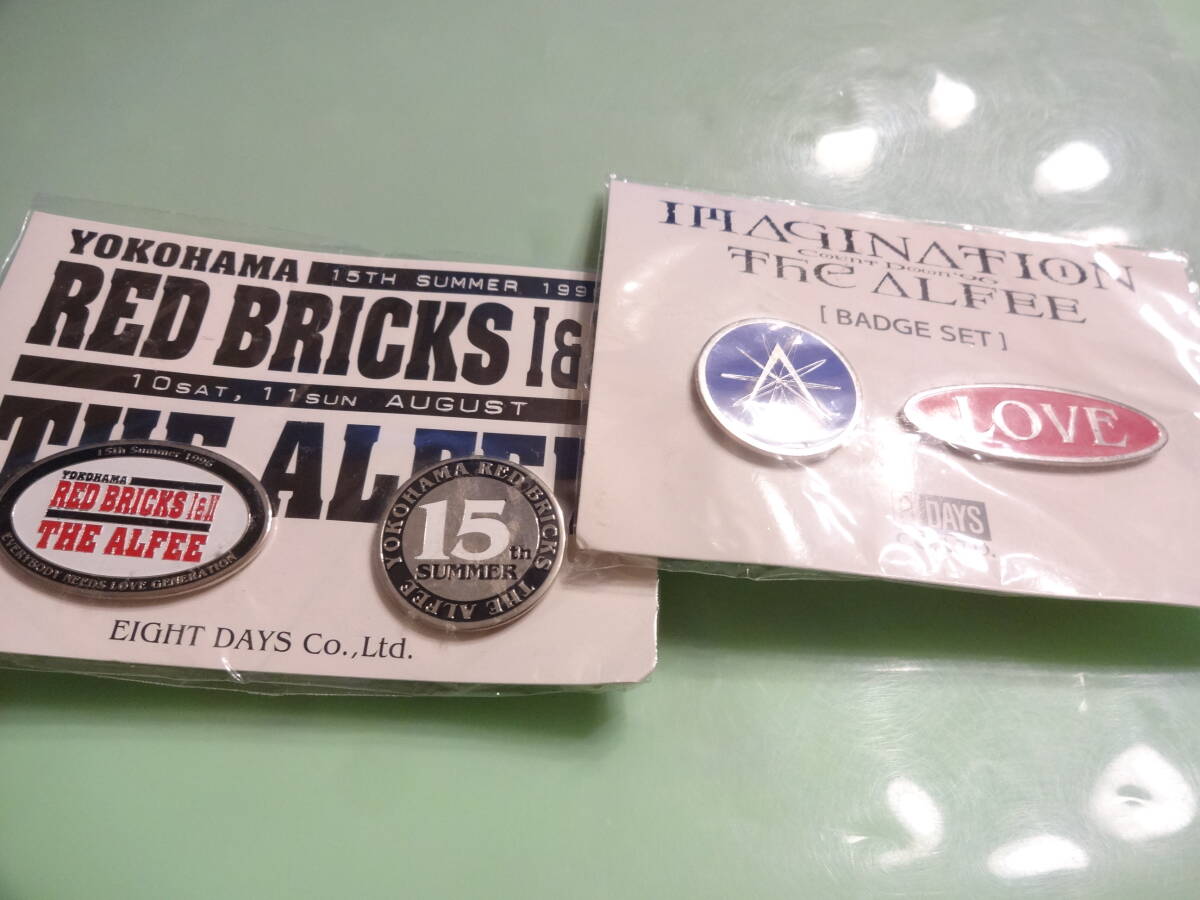 YOKOHAMA
15TH SUMMER 199
RED BRICKS I&
10SAT, 11SUN AUGUST
THE ALFEE
15th Summer 1996
YOKOHAMA
RED BRICKS I&II
THE ALFEE
EVERYBODY NEEDS LOVE GENERATION
YOKOHAMA RED BRICKS THE ALFEE
15th
SUMMER
EIGHT DAYS Co.,Ltd.
IMAGINATION
Count Down
THE ALFEE
[ BADGE SET ]
A
LOVE
DAYS